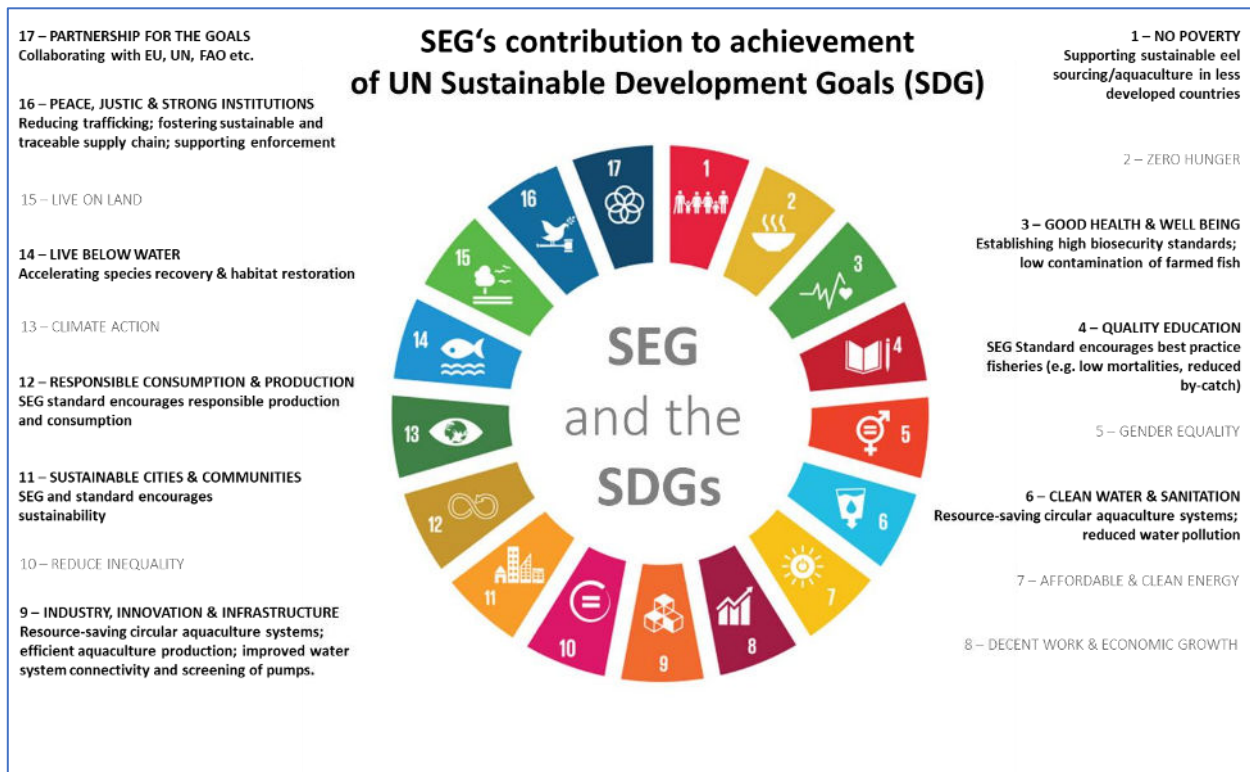 SEG's contribution to achievement
of UN Sustainable Development Goals (SDG)
17 – PARTNERSHIP FOR THE GOALS
Collaborating with EU, UN, FAO etc.
16 – PEACE, JUSTIC & STRONG INSTITUTIONS
Reducing trafficking; fostering sustainable and
traceable supply chain; supporting enforcement
15 – LIVE ON LAND
14 – LIVE BELOW WATER
Accelerating species recovery & habitat restoration
13 – CLIMATE ACTION
12 – RESPONSIBLE CONSUMPTION & PRODUCTION
SEG standard encourages responsible production
and consumption
11 – SUSTAINABLE CITIES & COMMUNITIES
SEG and standard encourages
sustainability
10 – REDUCE INEQUALITY
9 – INDUSTRY, INNOVATION & INFRASTRUCTURE
Resource-saving circular aquaculture systems;
efficient aquaculture production; improved water
system connectivity and screening of pumps.
1
2
3
4
5
6
7
8
9
10
11
12
13
14
15
16
17
SEG
and the
SDGs
1 – NO POVERTY
Supporting sustainable eel
sourcing/aquaculture in less
developed countries
2 – ZERO HUNGER
3 – GOOD HEALTH & WELL BEING
Establishing high biosecurity standards;
low contamination of farmed fish
4 – QUALITY EDUCATION
SEG Standard encourages best practice
fisheries (e.g. low mortalities, reduced
by-catch)
5 – GENDER EQUALITY
6 – CLEAN WATER & SANITATION
Resource-saving circular aquaculture systems;
reduced water pollution
7 – AFFORDABLE & CLEAN ENERGY
8 – DECENT WORK & ECONOMIC GROWTH